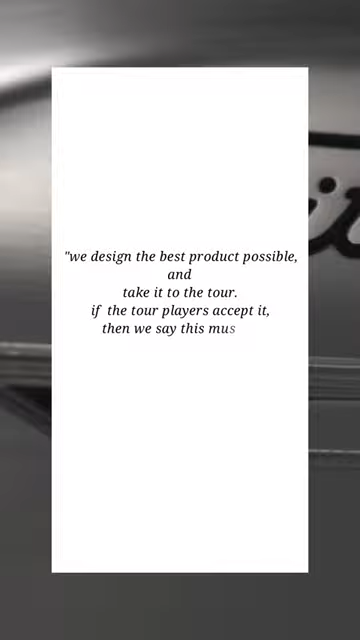 "we design the best product possible,
and
take it to the tour.
if the tour players accept it,
then we say this mus